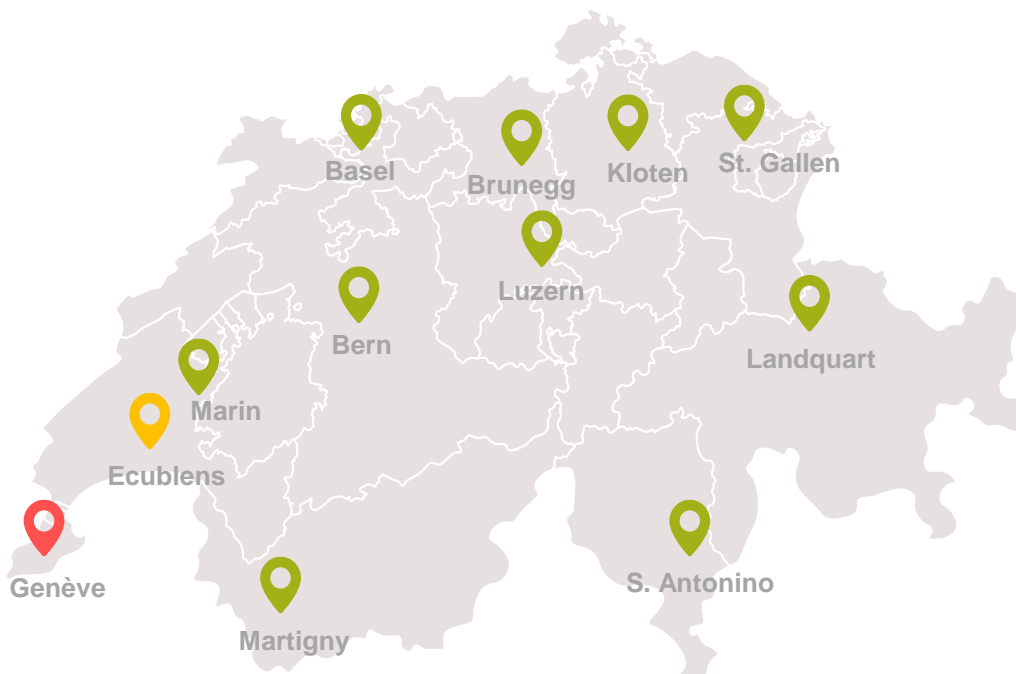 Basel
Brunegg
Kloten
St. Gallen
Luzern
Bern
Landquart
Marin
Ecublens
Genève
S. Antonino
Martigny